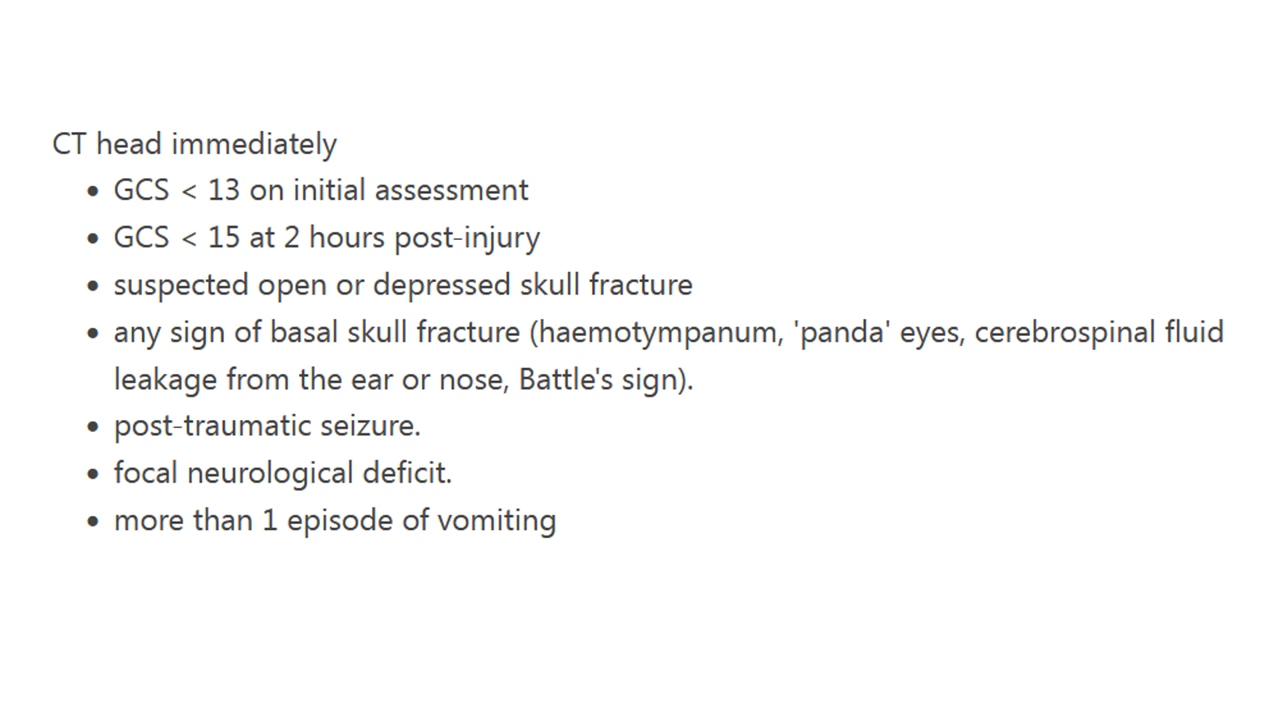 CT head immediately
• GCS < 13 on initial assessment
• GCS < 15 at 2 hours post-injury
• suspected open or depressed skull fracture
• any sign of basal skull fracture (haemotympanum, 'panda' eyes, cerebrospinal fluid
leakage from the ear or nose, Battle's sign).
• post-traumatic seizure.
• focal neurological deficit.
• more than 1 episode of vomiting